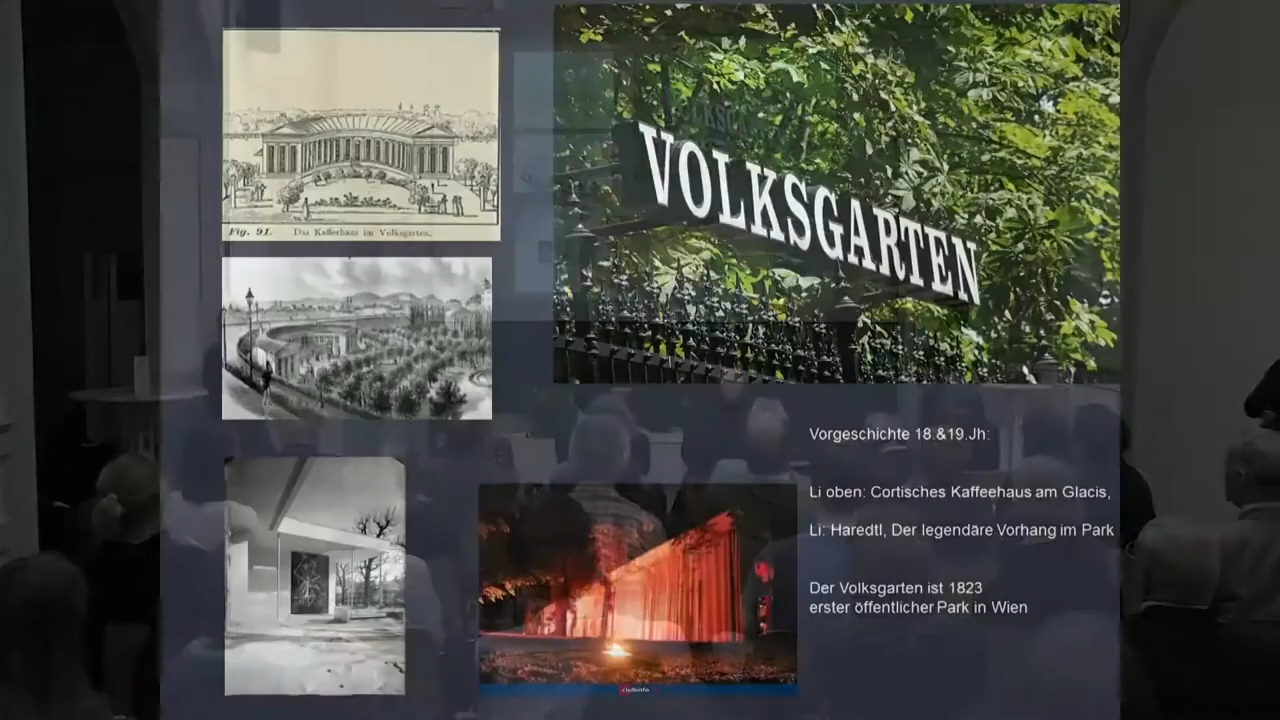 Fig. 91. Das Kaffeehaus im Volksgarten.
VOLKSGARTEN
Vorgeschichte 18.&19.Jh:
Li oben: Cortisches Kaffeehaus am Glacis,
Li: Haredtl, Der legendäre Vorhang im Park
Der Volksgarten ist 1823
erster öffentlicher Park in Wien